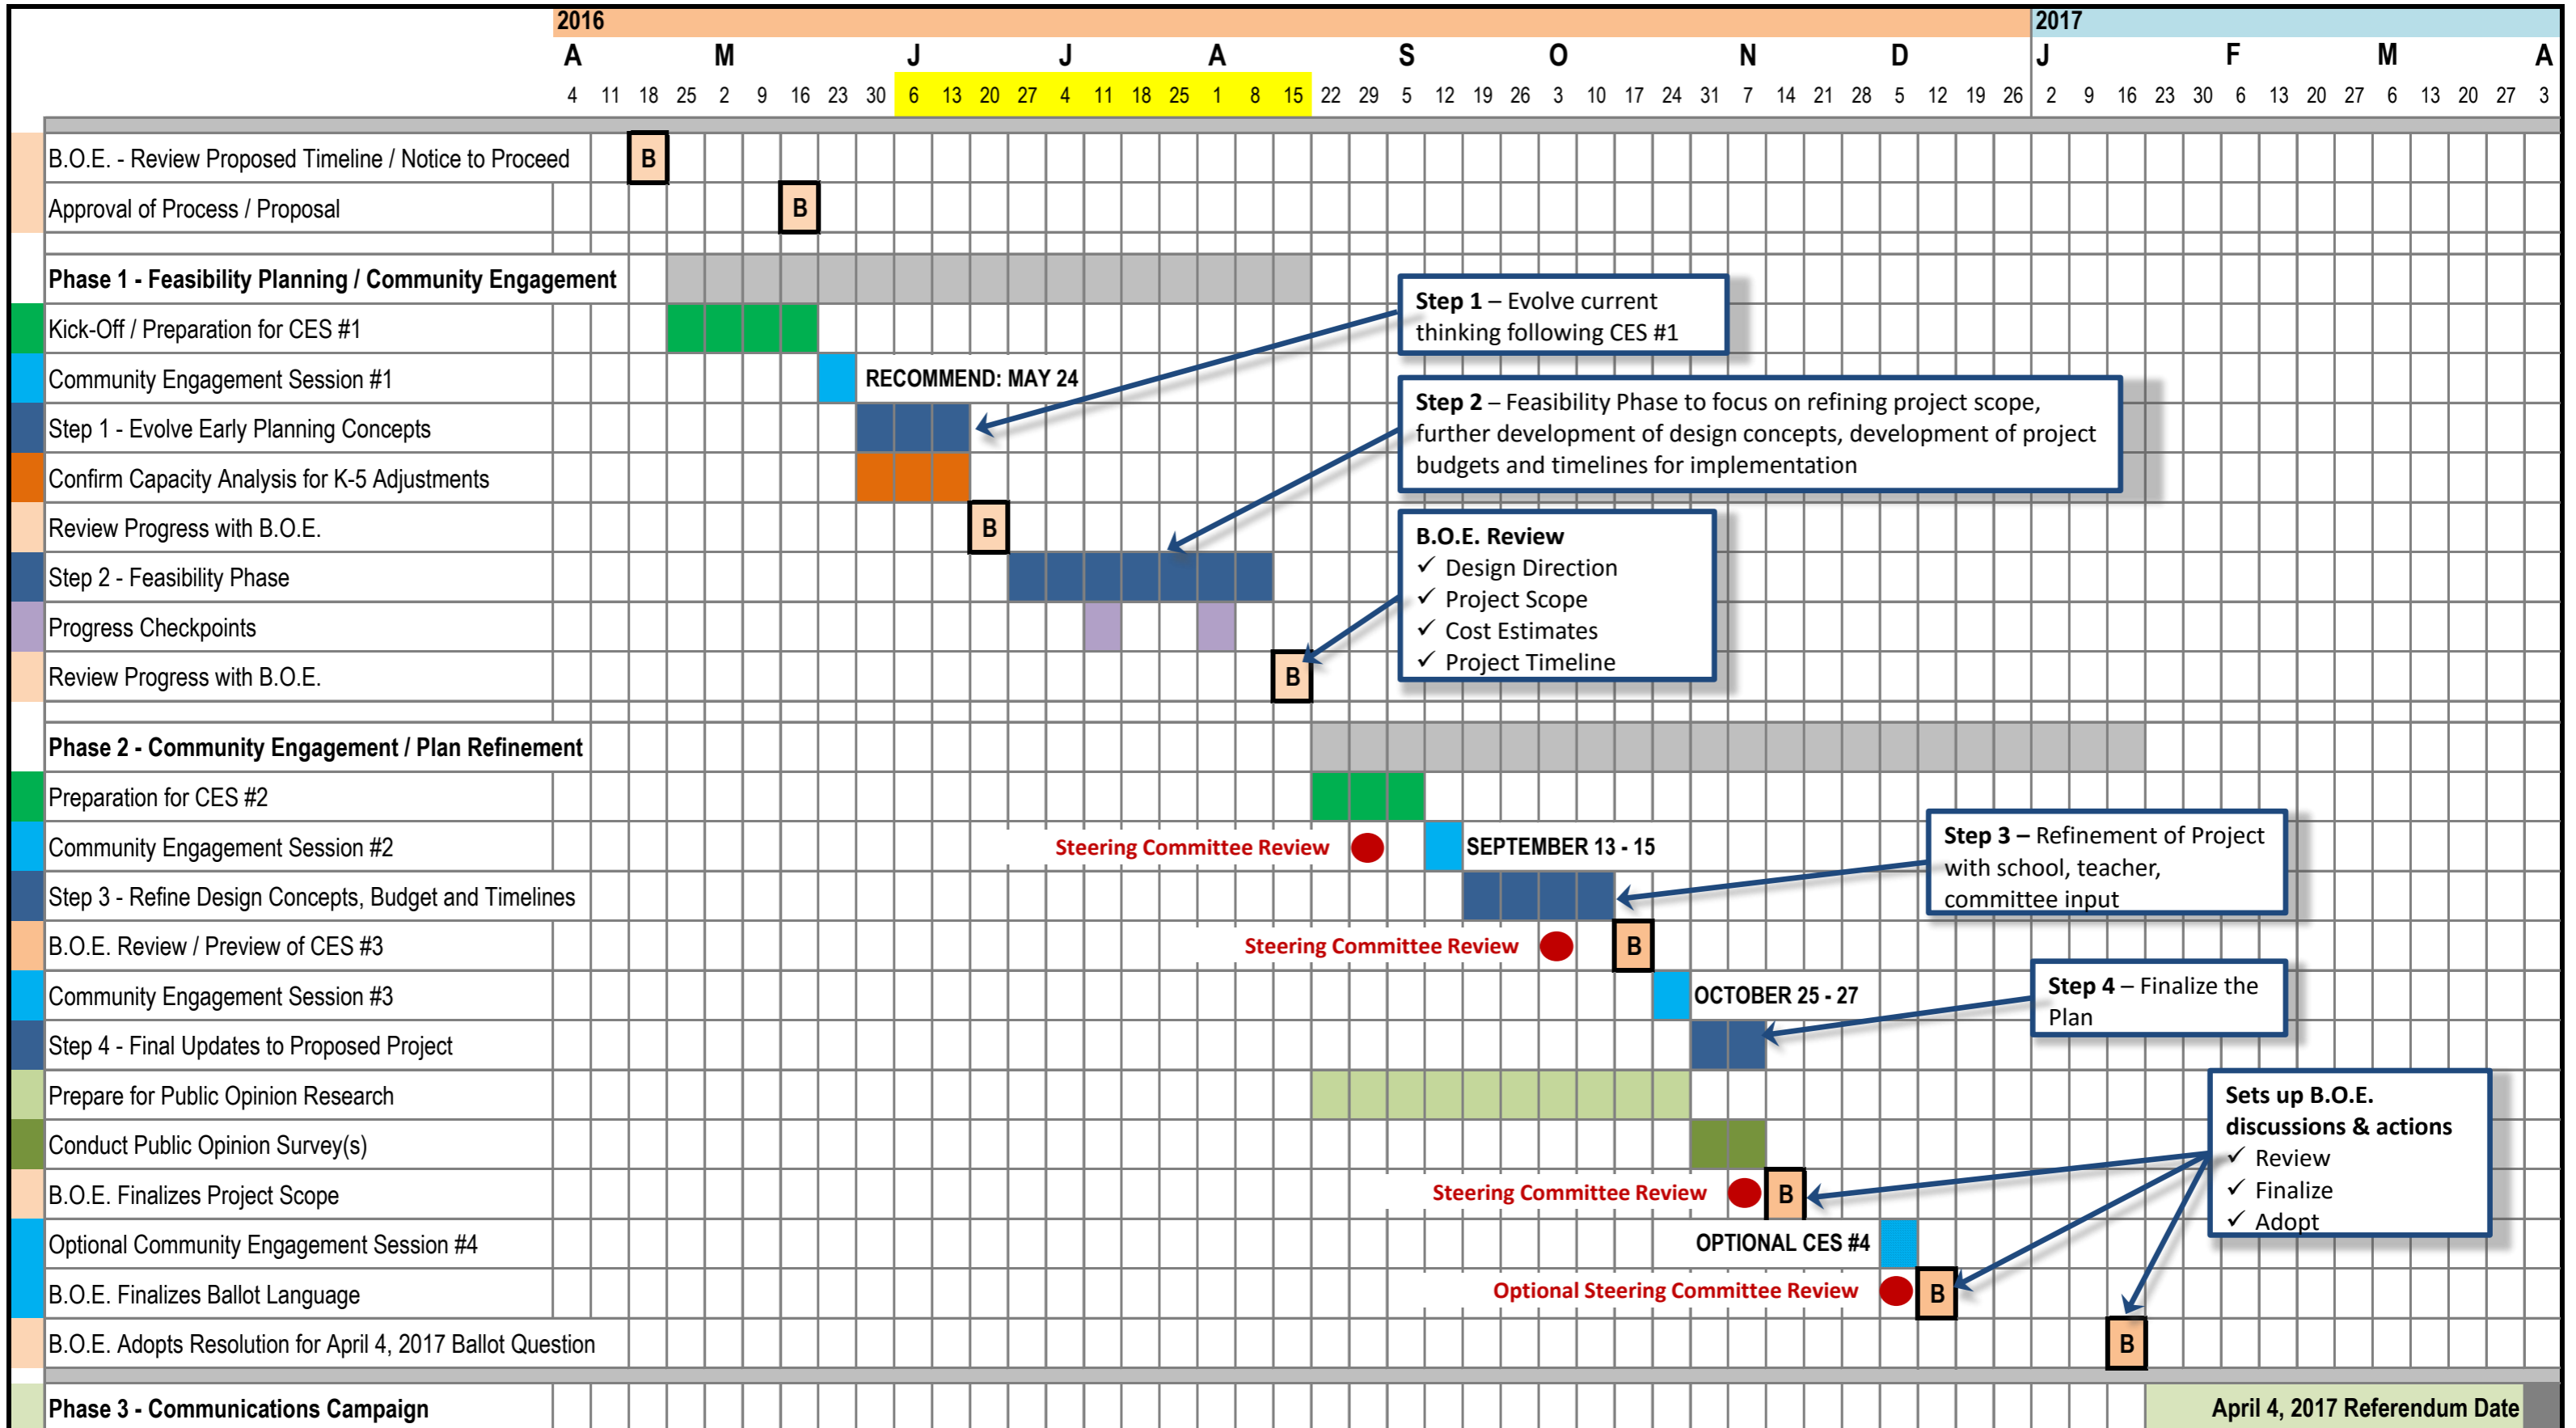 2016 2017
A M J J A S O N D J F M A
4 11 18 25 2 9 16 23 30 6 13 20 27 4 11 18 25 1 8 15 22 29 5 12 19 26 3 10 17 24 31 7 14 21 28 5 12 19 26 2 9 16 23 30 6 13 20 27 6 13 20 27 3
B.O.E. - Review Proposed Timeline / Notice to Proceed B
Approval of Process / Proposal B
Phase 1 - Feasibility Planning / Community Engagement
Step 1 – Evolve current
thinking following CES #1
Kick-Off / Preparation for CES #1
Community Engagement Session #1 RECOMMEND: MAY 24
Step 2 – Feasibility Phase to focus on refining project scope,
further development of design concepts, development of project
budgets and timelines for implementation
Step 1 - Evolve Early Planning Concepts
Confirm Capacity Analysis for K-5 Adjustments
Review Progress with B.O.E. B
B.O.E. Review
✓ Design Direction
✓ Project Scope
✓ Cost Estimates
✓ Project Timeline
Step 2 - Feasibility Phase
Progress Checkpoints
Review Progress with B.O.E. B
Phase 2 - Community Engagement / Plan Refinement
Preparation for CES #2
Community Engagement Session #2 Steering Committee Review SEPTEMBER 13 - 15
Step 3 – Refinement of Project
with school, teacher,
committee input
Step 3 - Refine Design Concepts, Budget and Timelines
B.O.E. Review / Preview of CES #3 Steering Committee Review B
Community Engagement Session #3 OCTOBER 25 - 27
Step 4 – Finalize the
Plan
Step 4 - Final Updates to Proposed Project
Prepare for Public Opinion Research
Sets up B.O.E.
discussions & actions
✓ Review
✓ Finalize
✓ Adopt
Conduct Public Opinion Survey(s)
B.O.E. Finalizes Project Scope Steering Committee Review B
Optional Community Engagement Session #4 OPTIONAL CES #4
B.O.E. Finalizes Ballot Language Optional Steering Committee Review B
B.O.E. Adopts Resolution for April 4, 2017 Ballot Question B
Phase 3 - Communications Campaign April 4, 2017 Referendum Date